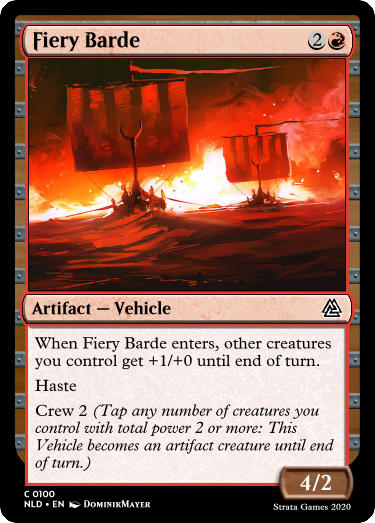 Fiery Barde 2
Artifact — Vehicle
When Fiery Barde enters, other creatures
you control get +1/+0 until end of turn.
Haste
Crew 2 (Tap any number of creatures you
control with total power 2 or more: This
Vehicle becomes an artifact creature until end
of turn.)
4/2
C 0100
NLD • EN DominikMayer
Strata Games 2020